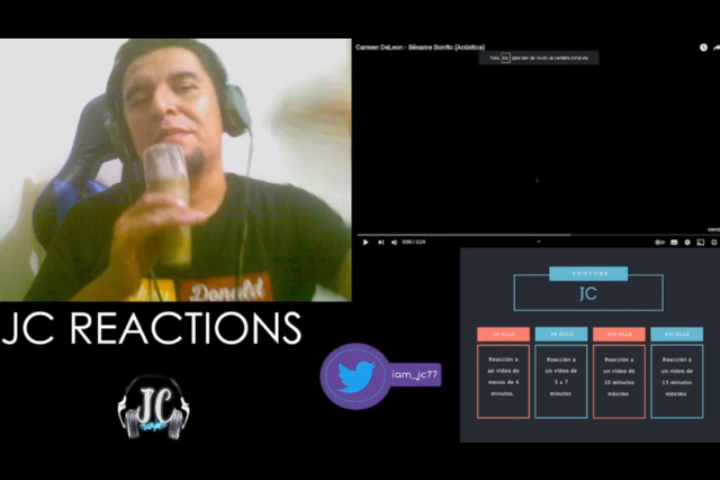 Carmen DeLeon - Bésame Bonito (Acústico)
Donald
JC REACTIONS
JC
iam_jc77
YOUTUBE
JC
Reacción a
un video de
menos de 4
minutos.
Reacción a
un video de
5 a 7
minutos
Reacción a
un video de
10 minutos
máximo
Reacción a
un video de
15 minutos
máximo